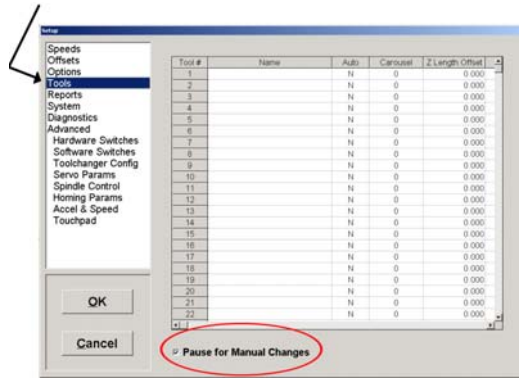 Setup
Speeds
Offsets
Options
Tools
Reports
System
Diagnostics
Advanced
Hardware Switches
Software Switches
Toolchanger Config
Servo Params
Spindle Control
Homing Params
Accel & Speed
Touchpad
OK
Cancel
Tool # Name Auto Carousel Z Length Offset
1 N 0 0.000
2 N 0 0.000
3 N 0 0.000
4 N 0 0.000
5 N 0 0.000
6 N 0 0.000
7 N 0 0.000
8 N 0 0.000
9 N 0 0.000
10 N 0 0.000
11 N 0 0.000
12 N 0 0.000
13 N 0 0.000
14 N 0 0.000
15 N 0 0.000
16 N 0 0.000
17 N 0 0.000
18 N 0 0.000
19 N 0 0.000
20 N 0 0.000
21 N 0 0.000
22 N 0 0.000
Pause for Manual Changes